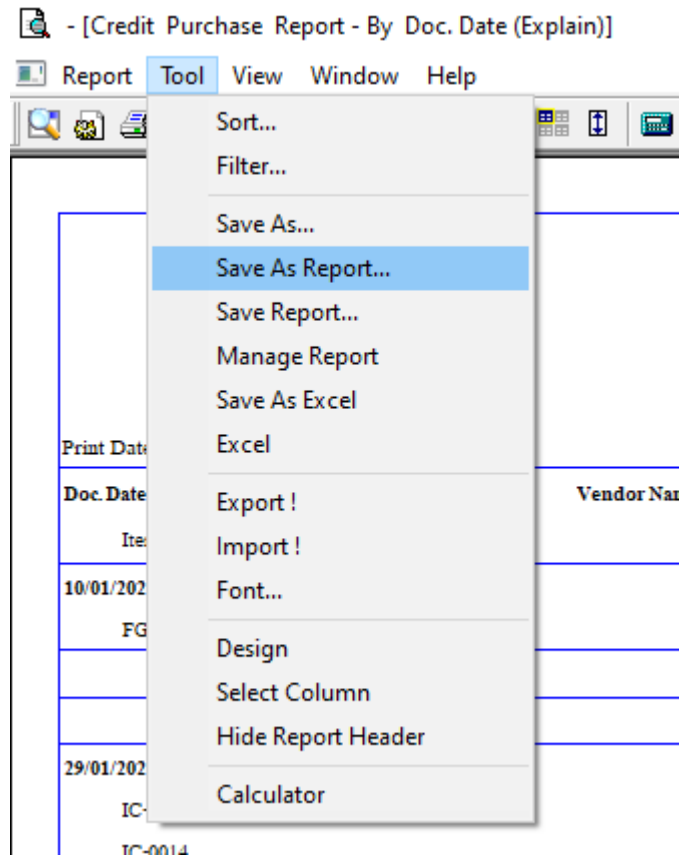 - [Credit Purchase Report - By Doc. Date (Explain)]
Report Tool View Window Help
Sort...
Filter...
Save As...
Save As Report...
Save Report...
Manage Report
Save As Excel
Excel
Print Date
Doc. Date Vendor Nam
Export !
Item
Import !
10/01/202
Font...
FG
Design
Select Column
Hide Report Header
29/01/202
Calculator
IC-
IC-0014